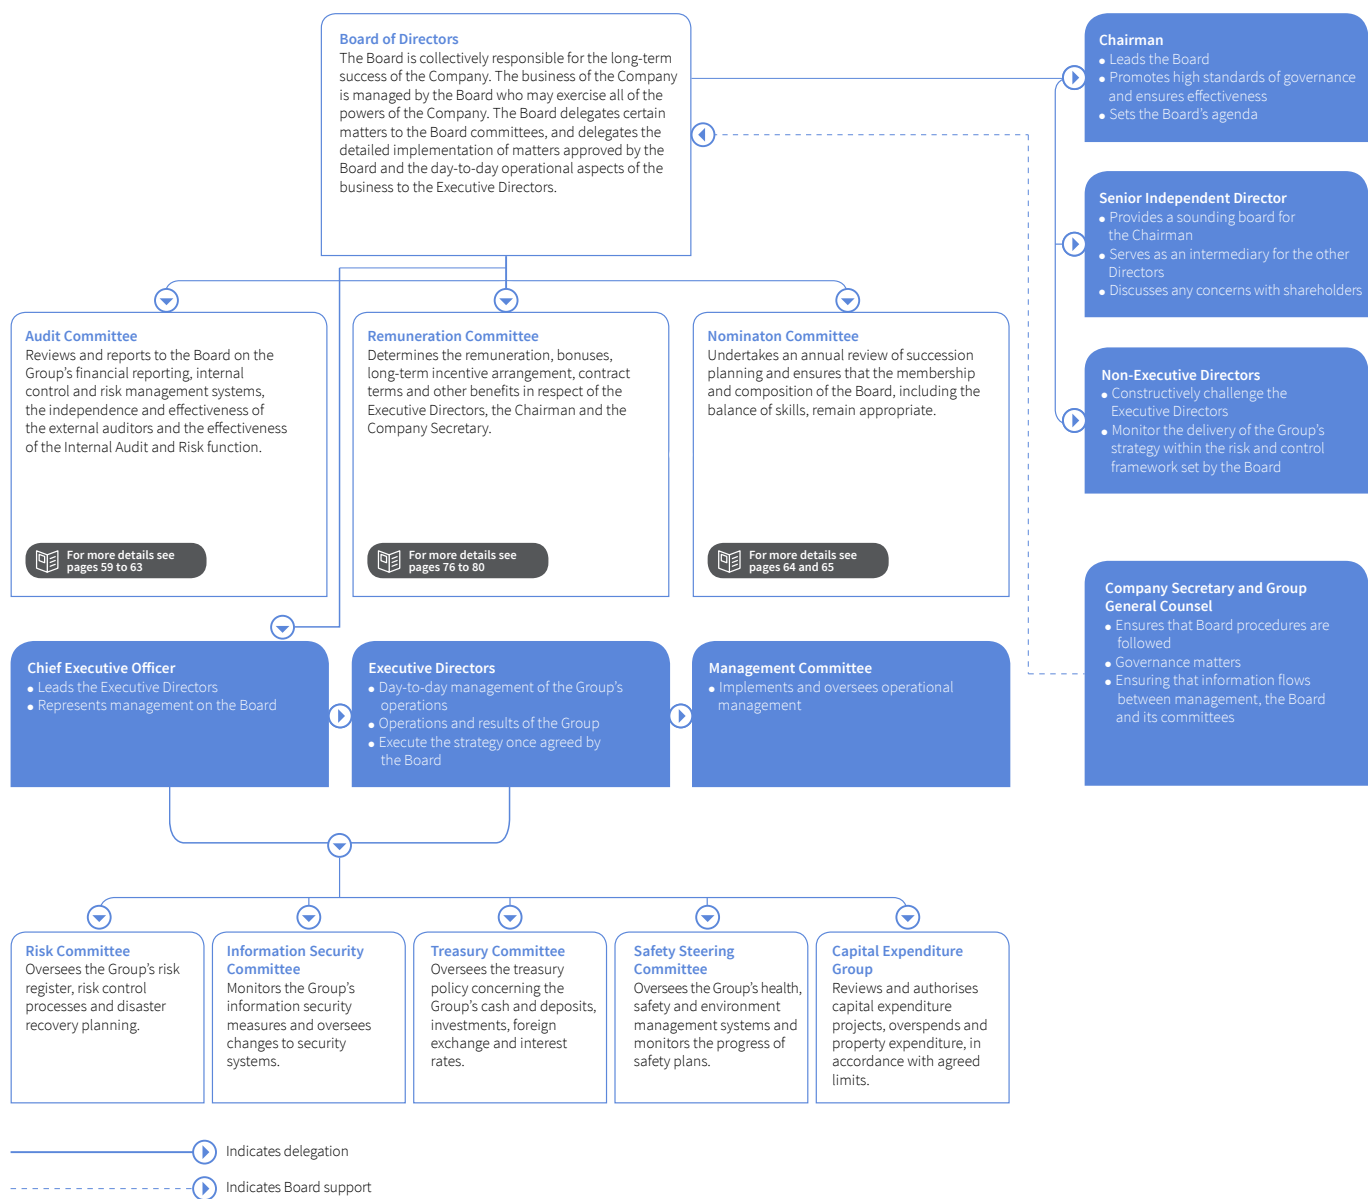 Board of Directors
The Board is collectively responsible for the long-term
success of the Company. The business of the Company
is managed by the Board who may exercise all of the
powers of the Company. The Board delegates certain
matters to the Board committees, and delegates the
detailed implementation of matters approved by the
Board and the day-to-day operational aspects of the
business to the Executive Directors.
Chairman
• Leads the Board
• Promotes high standards of governance
and ensures effectiveness
• Sets the Board's agenda
Senior Independent Director
• Provides a sounding board for
the Chairman
• Serves as an intermediary for the other
Directors
• Discusses any concerns with shareholders
Non-Executive Directors
• Constructively challenge the
Executive Directors
• Monitor the delivery of the Group's
strategy within the risk and control
framework set by the Board
Audit Committee
Reviews and reports to the Board on the
Group's financial reporting, internal
control and risk management systems,
the independence and effectiveness of
the external auditors and the effectiveness
of the Internal Audit and Risk function.
For more details see
pages 59 to 63
Remuneration Committee
Determines the remuneration, bonuses,
long-term incentive arrangement, contract
terms and other benefits in respect of the
Executive Directors, the Chairman and the
Company Secretary.
For more details see
pages 76 to 80
Nominaton Committee
Undertakes an annual review of succession
planning and ensures that the membership
and composition of the Board, including the
balance of skills, remain appropriate.
For more details see
pages 64 and 65
Company Secretary and Group
General Counsel
• Ensures that Board procedures are
followed
• Governance matters
• Ensuring that information flows
between management, the Board
and its committees
Chief Executive Officer
• Leads the Executive Directors
• Represents management on the Board
Executive Directors
• Day-to-day management of the Group's
operations
• Operations and results of the Group
• Execute the strategy once agreed by
the Board
Management Committee
• Implements and oversees operational
management
Risk Committee
Oversees the Group's risk
register, risk control
processes and disaster
recovery planning.
Information Security
Committee
Monitors the Group's
information security
measures and oversees
changes to security
systems.
Treasury Committee
Oversees the treasury
policy concerning the
Group's cash and deposits,
investments, foreign
exchange and interest
rates.
Safety Steering
Committee
Oversees the Group's health,
safety and environment
management systems and
monitors the progress of
safety plans.
Capital Expenditure
Group
Reviews and authorises
capital expenditure
projects, overspends and
property expenditure, in
accordance with agreed
limits.
Indicates delegation
Indicates Board support